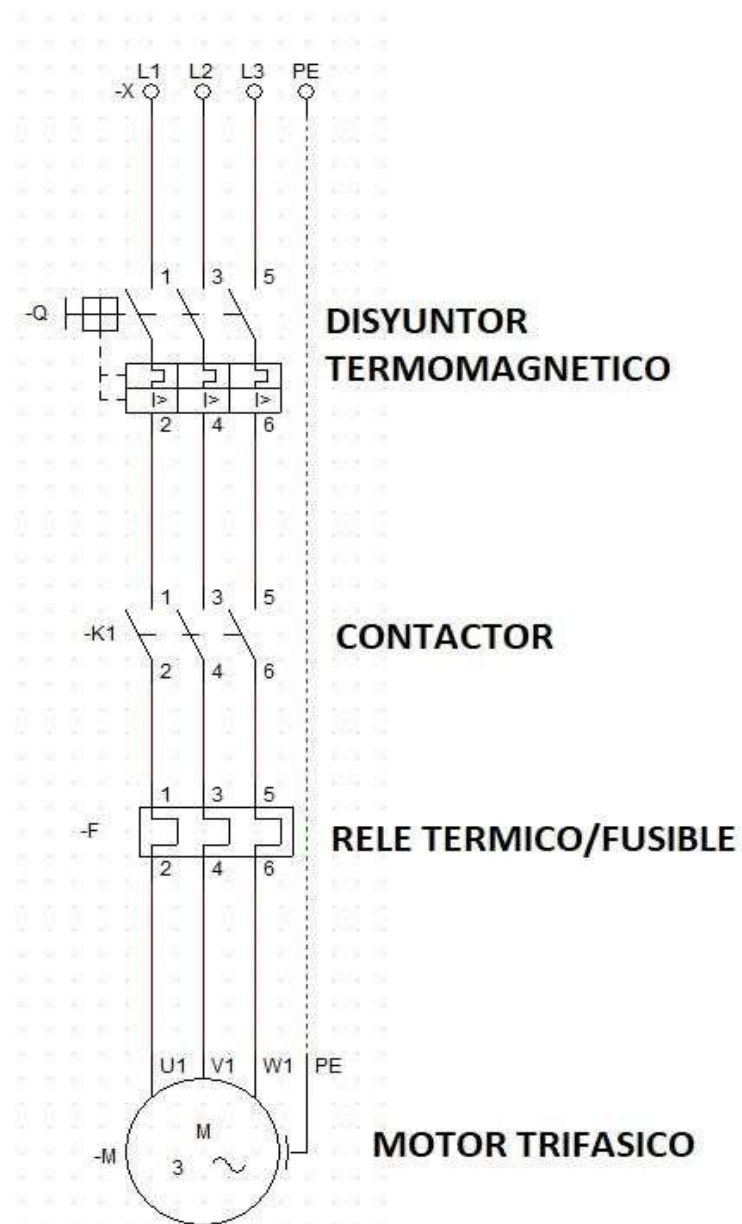 L1 L2 L3 PE
-X
1 3 5
-Q
DISYUNTOR
TERMOMAGNETICO
I> I> I>
2 4 6
1 3 5
-K1
CONTACTOR
2 4 6
1 3 5
-F
RELE TERMICO/FUSIBLE
2 4 6
U1 V1 W1 PE
M
-M
3
MOTOR TRIFASICO